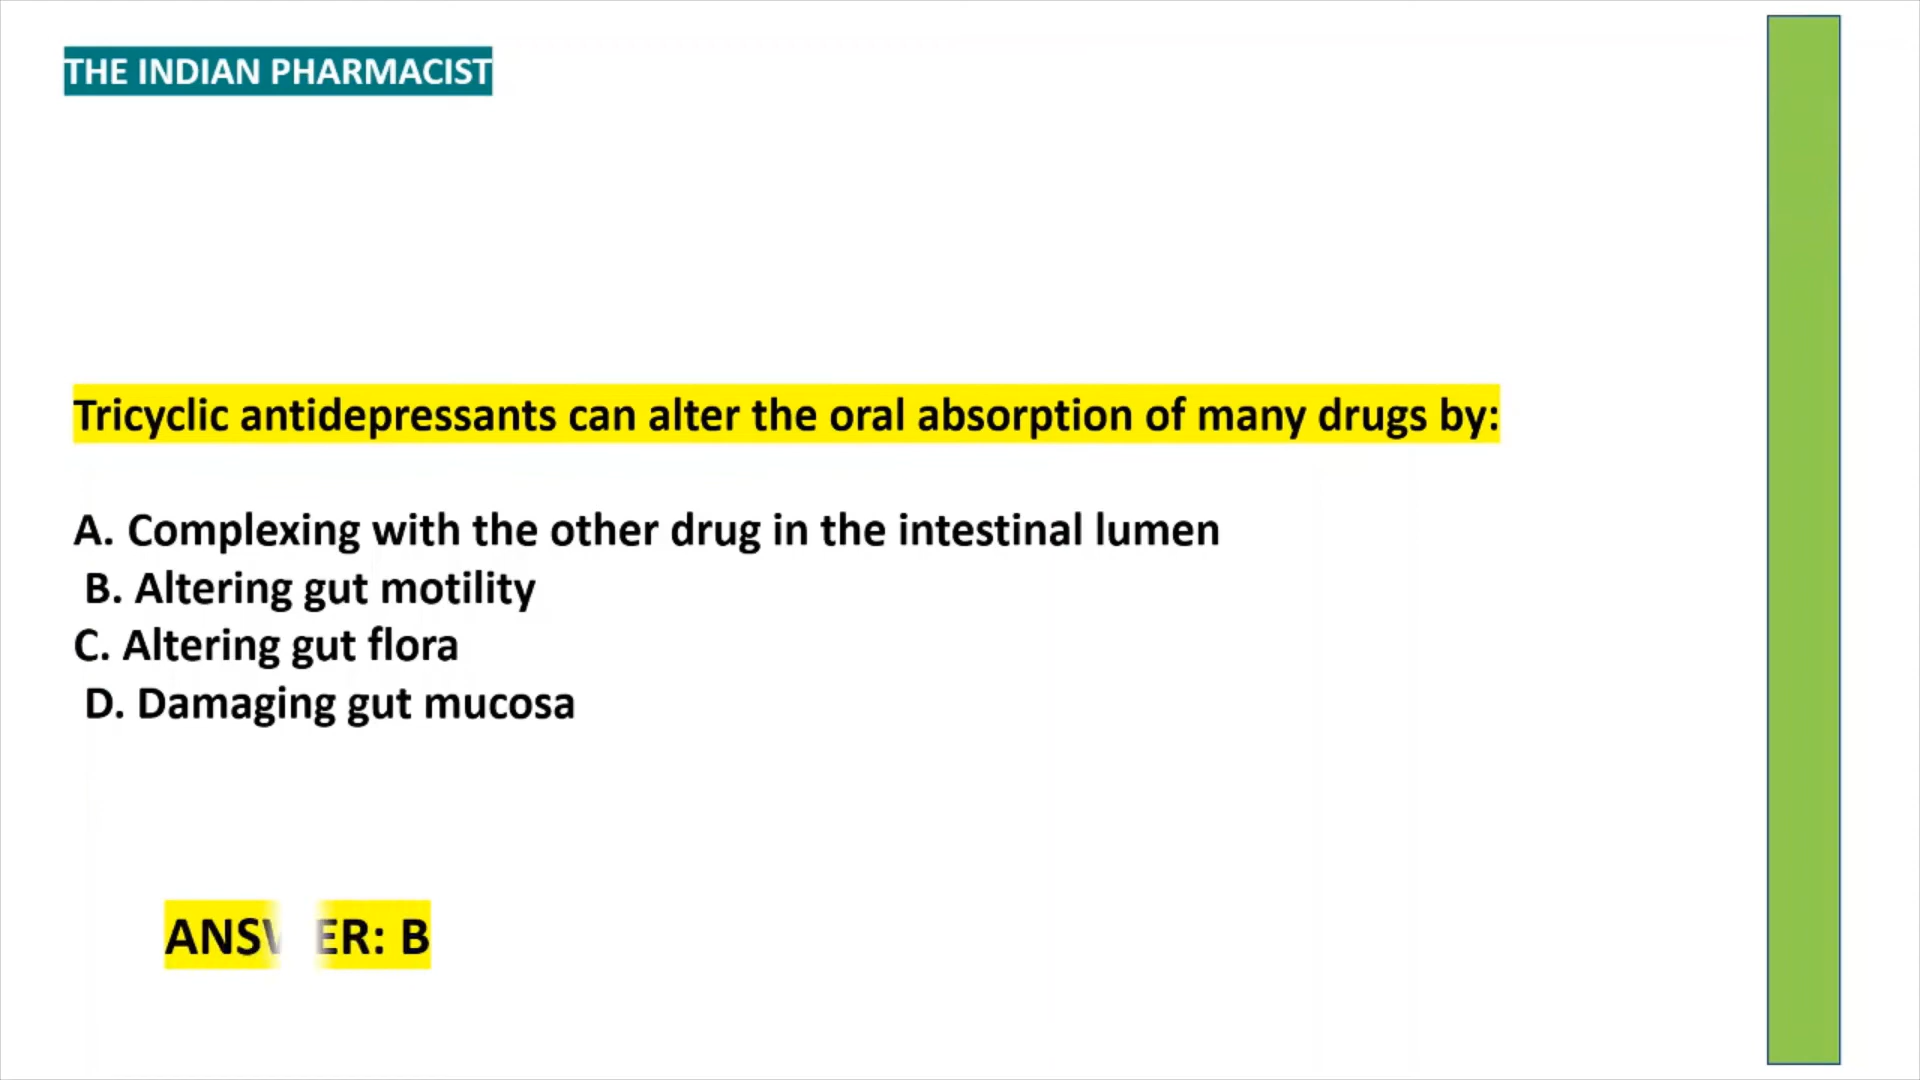 THE INDIAN PHARMACIST
Tricyclic antidepressants can alter the oral absorption of many drugs by:
A. Complexing with the other drug in the intestinal lumen
B. Altering gut motility
C. Altering gut flora
D. Damaging gut mucosa
ANSWER: B